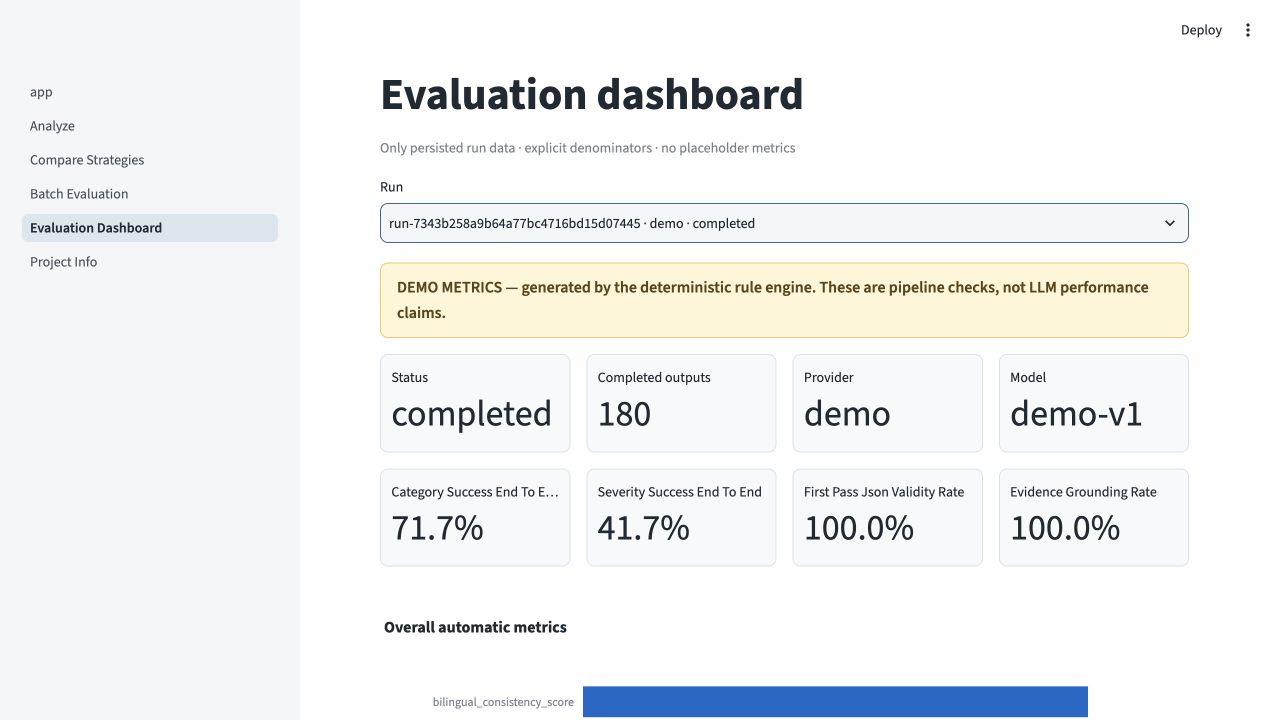 Deploy
app
Analyze
Compare Strategies
Batch Evaluation
Evaluation Dashboard
Project Info
Evaluation dashboard
Only persisted run data · explicit denominators · no placeholder metrics
Run
run-7343b258a9b64a77bc4716bd15d07445 · demo · completed
DEMO METRICS — generated by the deterministic rule engine. These are pipeline checks, not LLM performance
claims.
Status
completed
Completed outputs
180
Provider
demo
Model
demo-v1
Category Success End To E…
71.7%
Severity Success End To End
41.7%
First Pass Json Validity Rate
100.0%
Evidence Grounding Rate
100.0%
Overall automatic metrics
bilingual_consistency_score